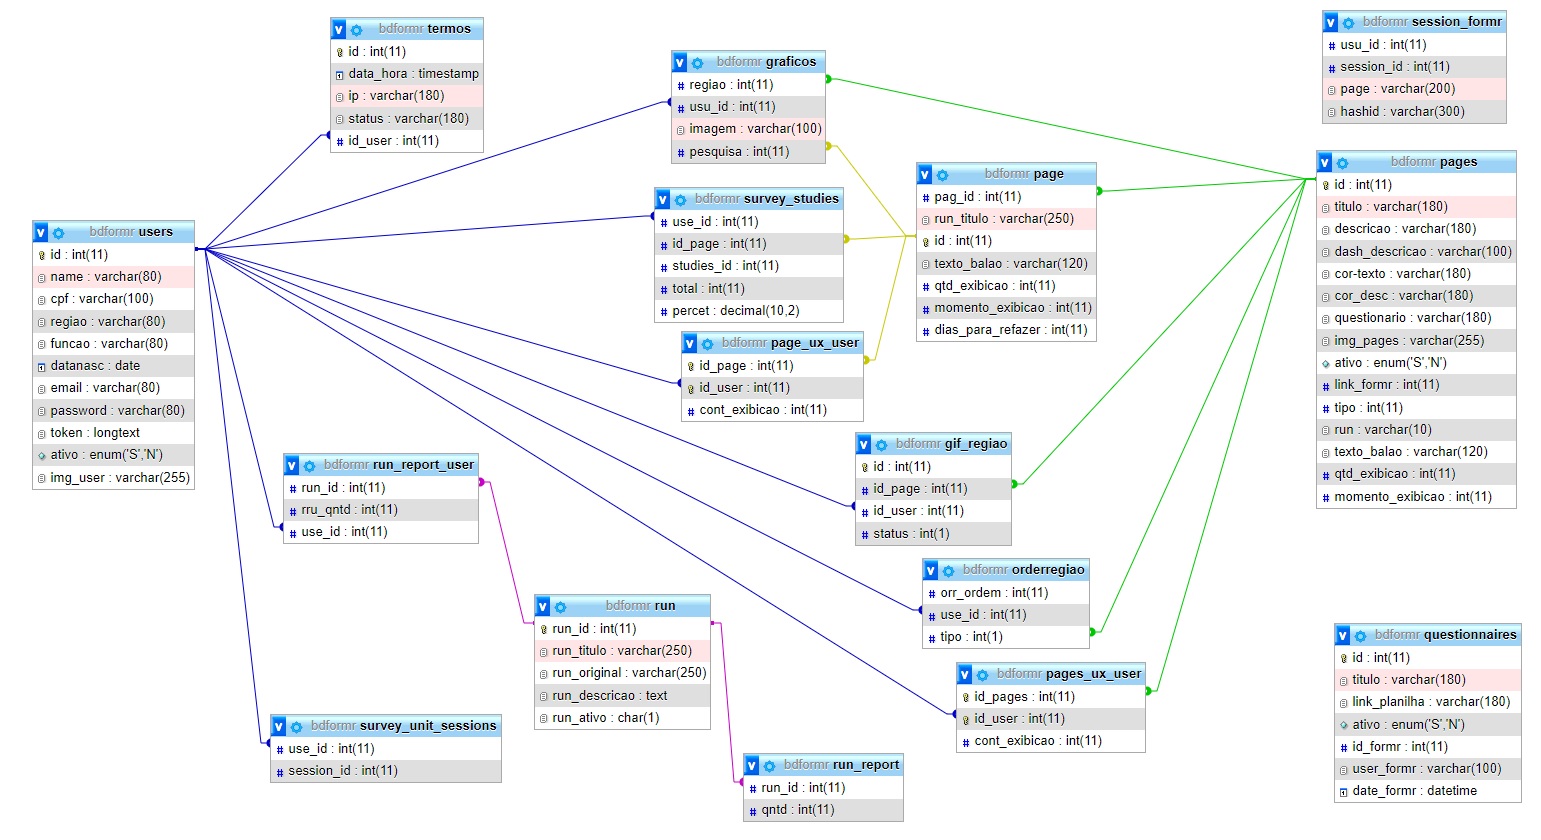 v bdformr termos
id : int(11)
data_hora : timestamp
ip : varchar(180)
status : varchar(180)
# id_user : int(11)
v bdformr graficos
# regiao : int(11)
# usu_id : int(11)
imagem : varchar(100)
# pesquisa : int(11)
v bdformr session_formr
# usu_id : int(11)
# session_id : int(11)
page : varchar(200)
hashid : varchar(300)
v bdformr survey_studies
# use_id : int(11)
# id_page : int(11)
# studies_id : int(11)
# total : int(11)
# percet : decimal(10,2)
v bdformr page
# pag_id : int(11)
run_titulo : varchar(250)
id : int(11)
texto_balao : varchar(120)
# qtd_exibicao : int(11)
# momento_exibicao : int(11)
# dias_para_refazer : int(11)
v bdformr pages
id : int(11)
titulo : varchar(180)
descricao : varchar(180)
dash_descricao : varchar(100)
cor-texto : varchar(180)
cor_desc : varchar(180)
questionario : varchar(180)
img_pages : varchar(255)
ativo : enum('S','N')
# link_formr : int(11)
# tipo : int(11)
run : varchar(10)
texto_balao : varchar(120)
# qtd_exibicao : int(11)
# momento_exibicao : int(11)
v bdformr users
id : int(11)
name : varchar(80)
cpf : varchar(100)
regiao : varchar(80)
funcao : varchar(80)
datanasc : date
email : varchar(80)
password : varchar(80)
token : longtext
ativo : enum('S','N')
img_user : varchar(255)
v bdformr page_ux_user
id_page : int(11)
id_user : int(11)
# cont_exibicao : int(11)
v bdformr gif_regiao
id : int(11)
# id_page : int(11)
# id_user : int(11)
# status : int(1)
v bdformr run_report_user
# run_id : int(11)
# rru_qntd : int(11)
# use_id : int(11)
v bdformr orderregiao
# orr_ordem : int(11)
# use_id : int(11)
# tipo : int(1)
v bdformr run
run_id : int(11)
run_titulo : varchar(250)
run_original : varchar(250)
run_descricao : text
run_ativo : char(1)
v bdformr pages_ux_user
id_pages : int(11)
id_user : int(11)
# cont_exibicao : int(11)
v bdformr questionnaires
id : int(11)
titulo : varchar(180)
link_planilha : varchar(180)
ativo : enum('S','N')
# id_formr : int(11)
user_formr : varchar(100)
date_formr : datetime
v bdformr survey_unit_sessions
# use_id : int(11)
# session_id : int(11)
v bdformr run_report
# run_id : int(11)
# qntd : int(11)